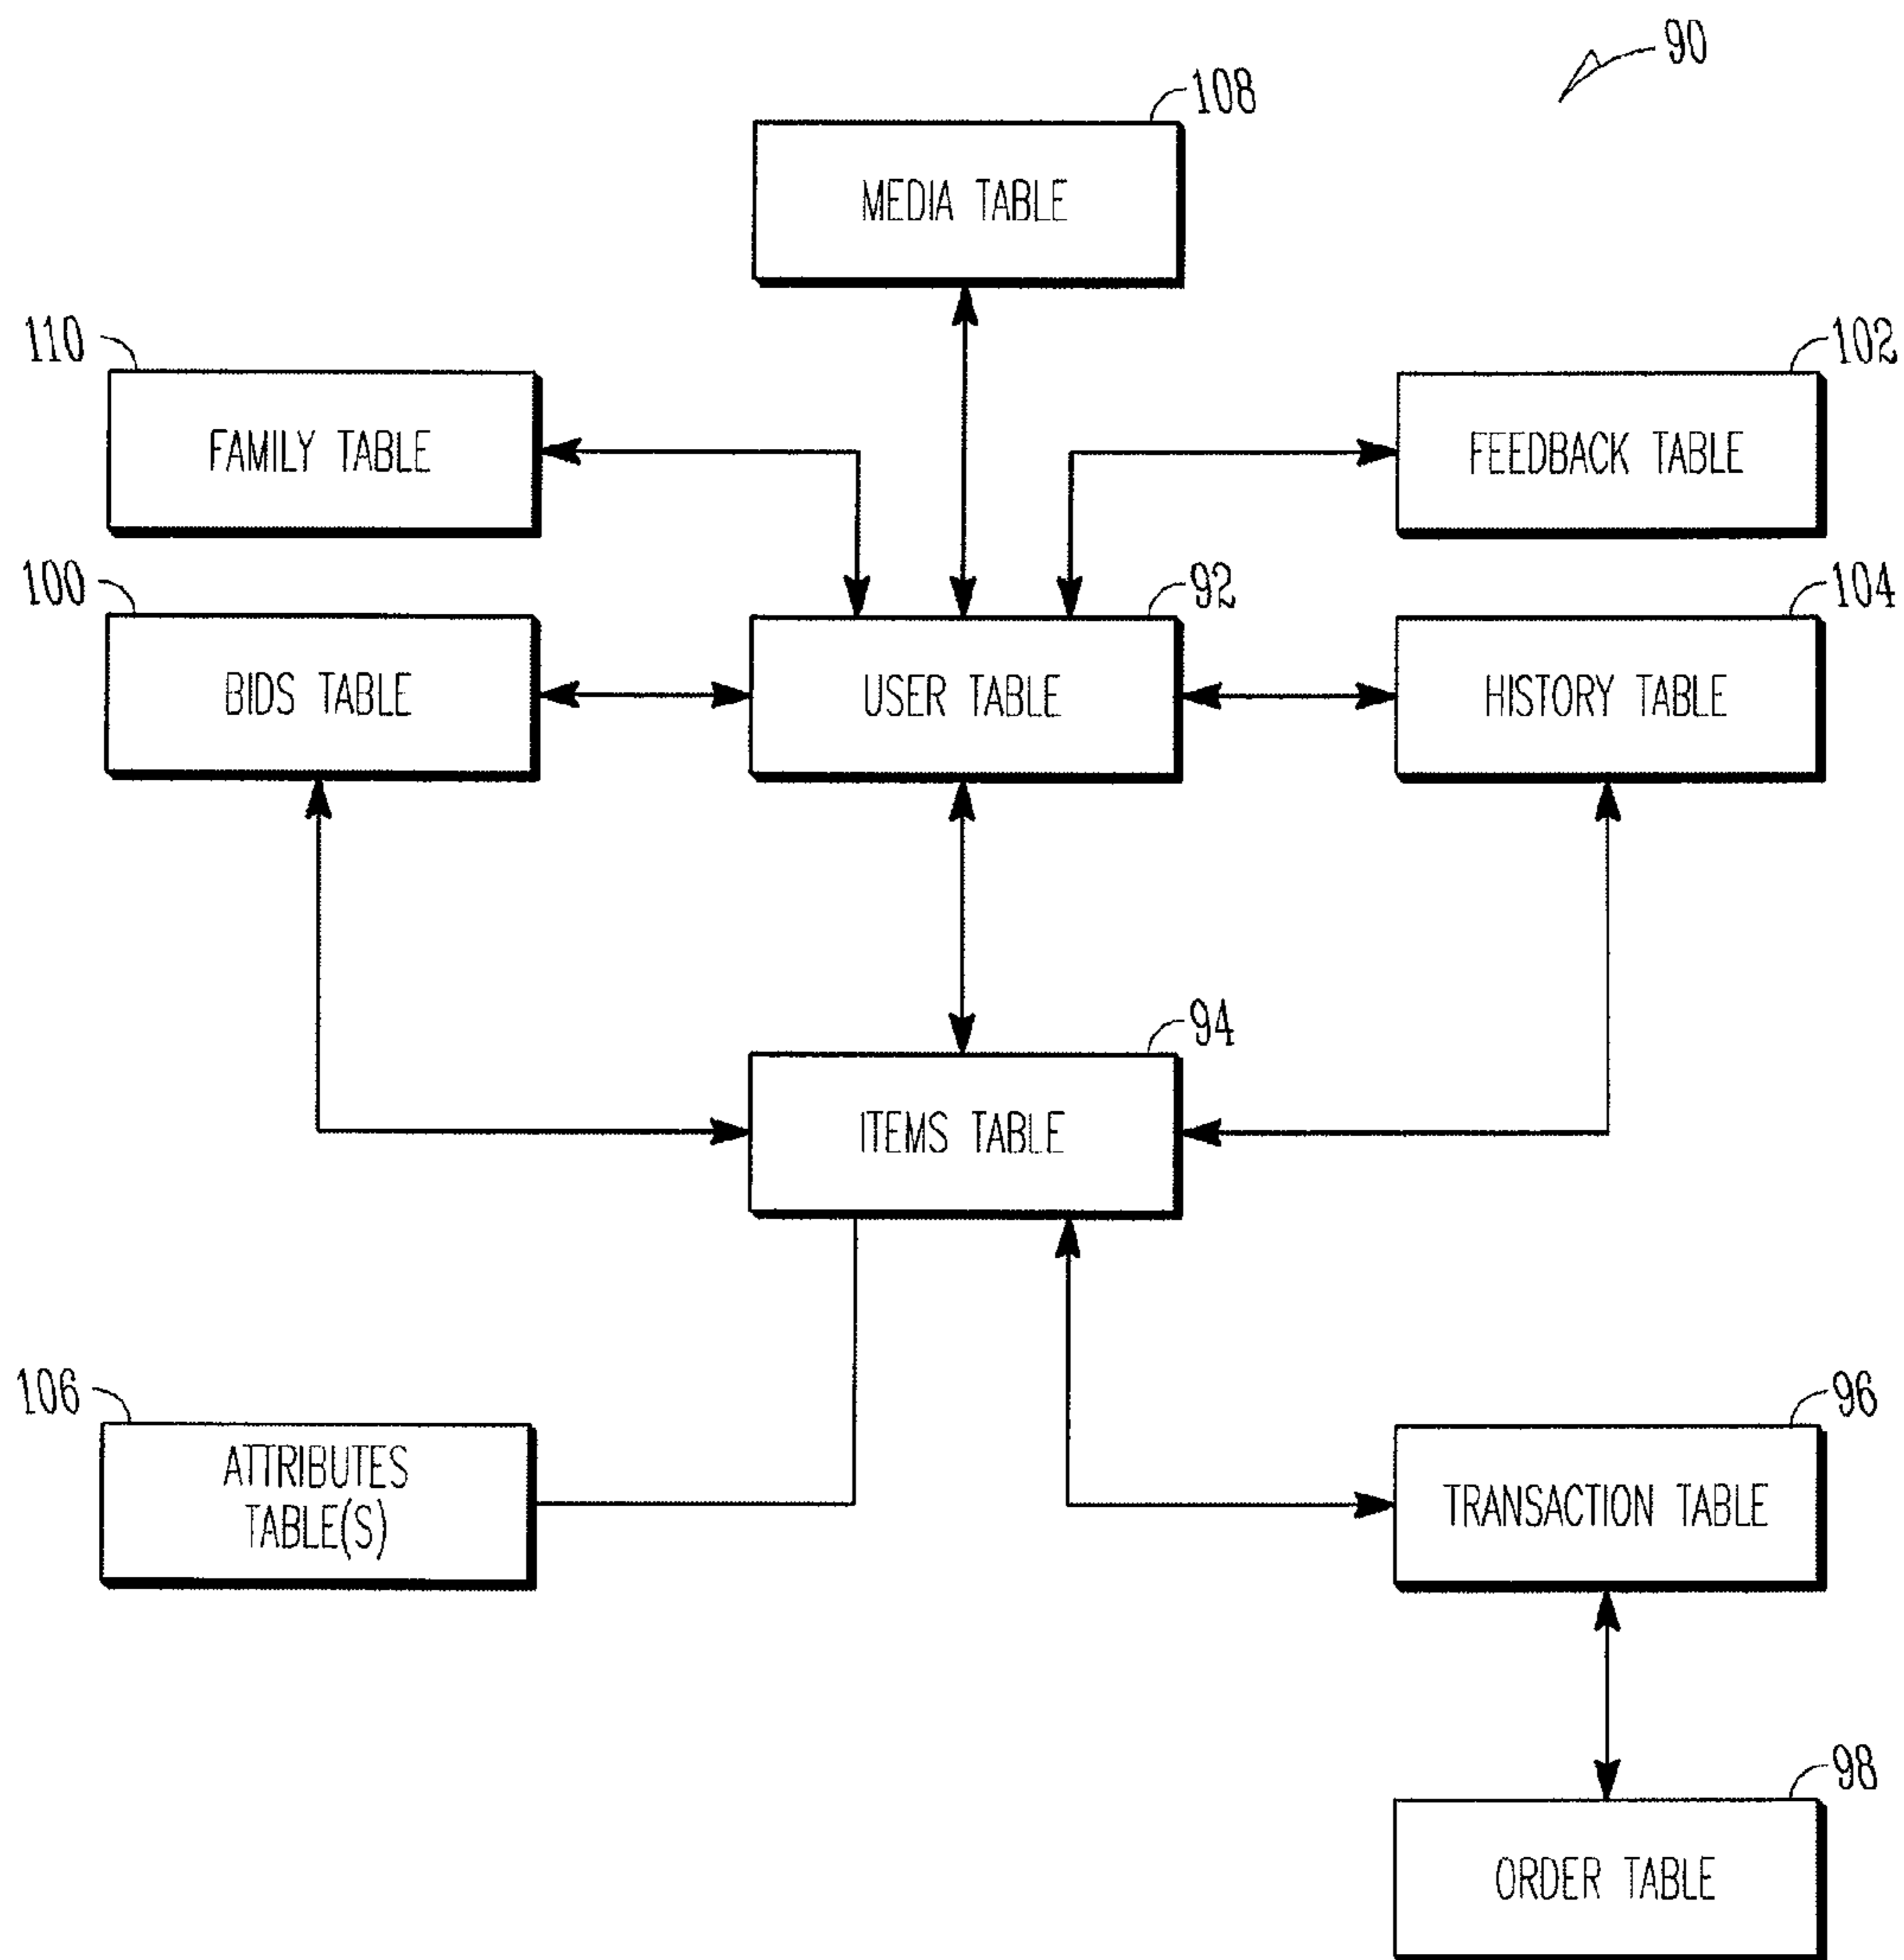 90
108
MEDIA TABLE
110
102
FAMILY TABLE
FEEDBACK TABLE
100
92
104
BIDS TABLE
USER TABLE
HISTORY TABLE
94
ITEMS TABLE
106
96
ATTRIBUTES
TABLE(S)
TRANSACTION TABLE
98
ORDER TABLE